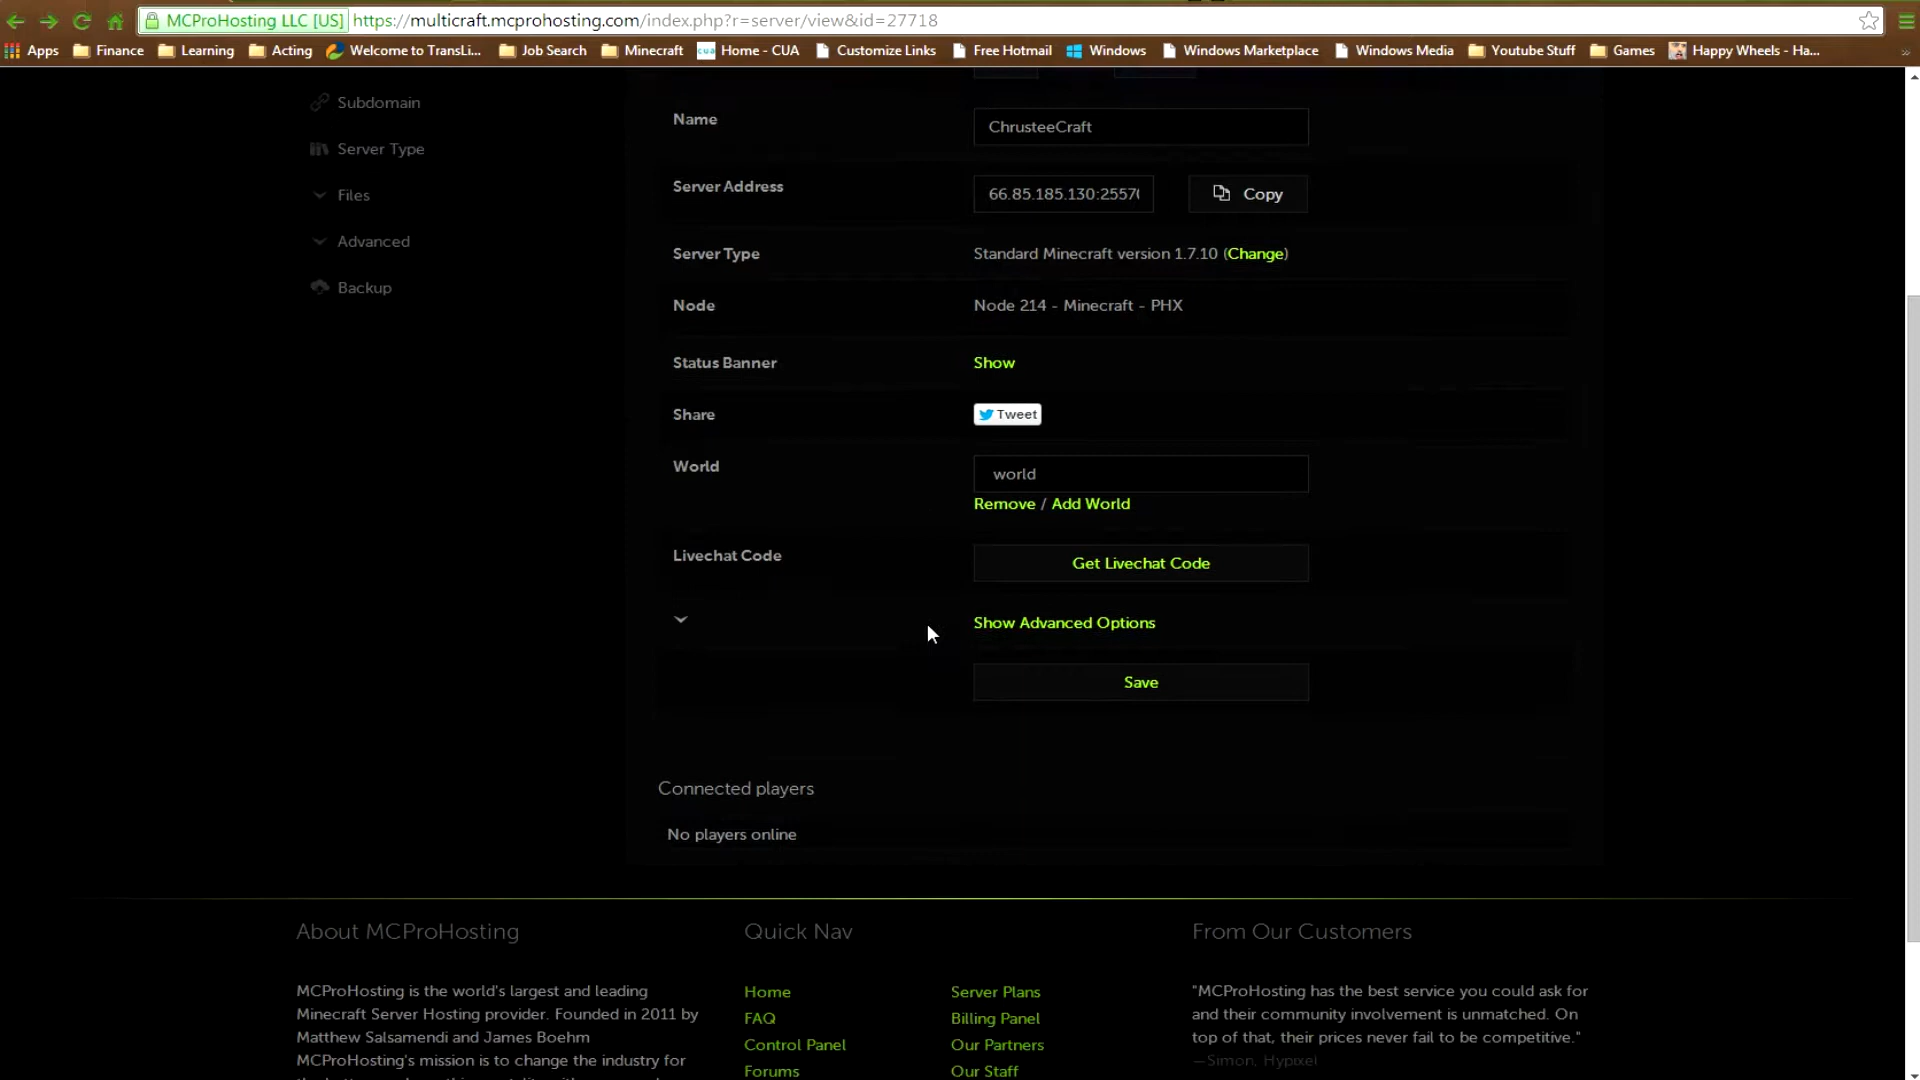 MCProHosting LLC [US] https://multicraft.mcprohosting.com/index.php?r=server/view&id=27718
Apps Finance Learning Acting Welcome to TransLi... Job Search Minecraft cua Home - CUA Customize Links Free Hotmail Windows Windows Marketplace Windows Media Youtube Stuff Games Happy Wheels - Ha... »
Subdomain
Server Type
Files
Advanced
Backup
Name ChrusteeCraft
Server Address 66.85.185.130:2557 Copy
Server Type Standard Minecraft version 1.7.10 (Change)
Node Node 214 - Minecraft - PHX
Status Banner Show
Share Tweet
World world
Remove / Add World
Livechat Code Get Livechat Code
Show Advanced Options
Save
Connected players
No players online
About MCProHosting
MCProHosting is the world's largest and leading
Minecraft Server Hosting provider. Founded in 2011 by
Matthew Salsamendi and James Boehm
MCProHosting's mission is to change the industry for
Quick Nav
Home Server Plans
FAQ Billing Panel
Control Panel Our Partners
Forums Our Staff
From Our Customers
"MCProHosting has the best service you could ask for
and their community involvement is unmatched. On
top of that, their prices never fail to be competitive."
—Simon, Hypixel